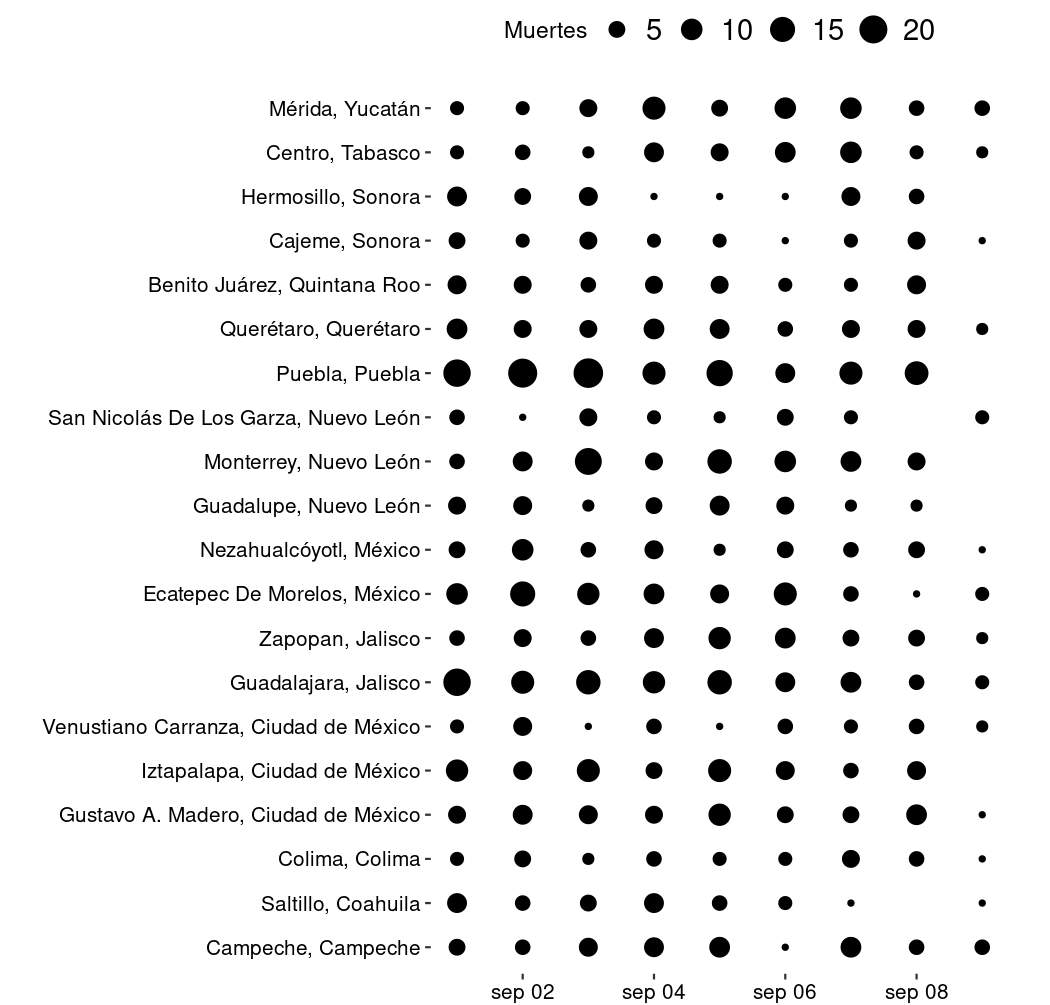 Muertes 5 10 15 20
Mérida, Yucatán
Centro, Tabasco
Hermosillo, Sonora
Cajeme, Sonora
Benito Juárez, Quintana Roo
Querétaro, Querétaro
Puebla, Puebla
San Nicolás De Los Garza, Nuevo León
Monterrey, Nuevo León
Guadalupe, Nuevo León
Nezahualcóyotl, México
Ecatepec De Morelos, México
Zapopan, Jalisco
Guadalajara, Jalisco
Venustiano Carranza, Ciudad de México
Iztapalapa, Ciudad de México
Gustavo A. Madero, Ciudad de México
Colima, Colima
Saltillo, Coahuila
Campeche, Campeche
sep 02 sep 04 sep 06 sep 08